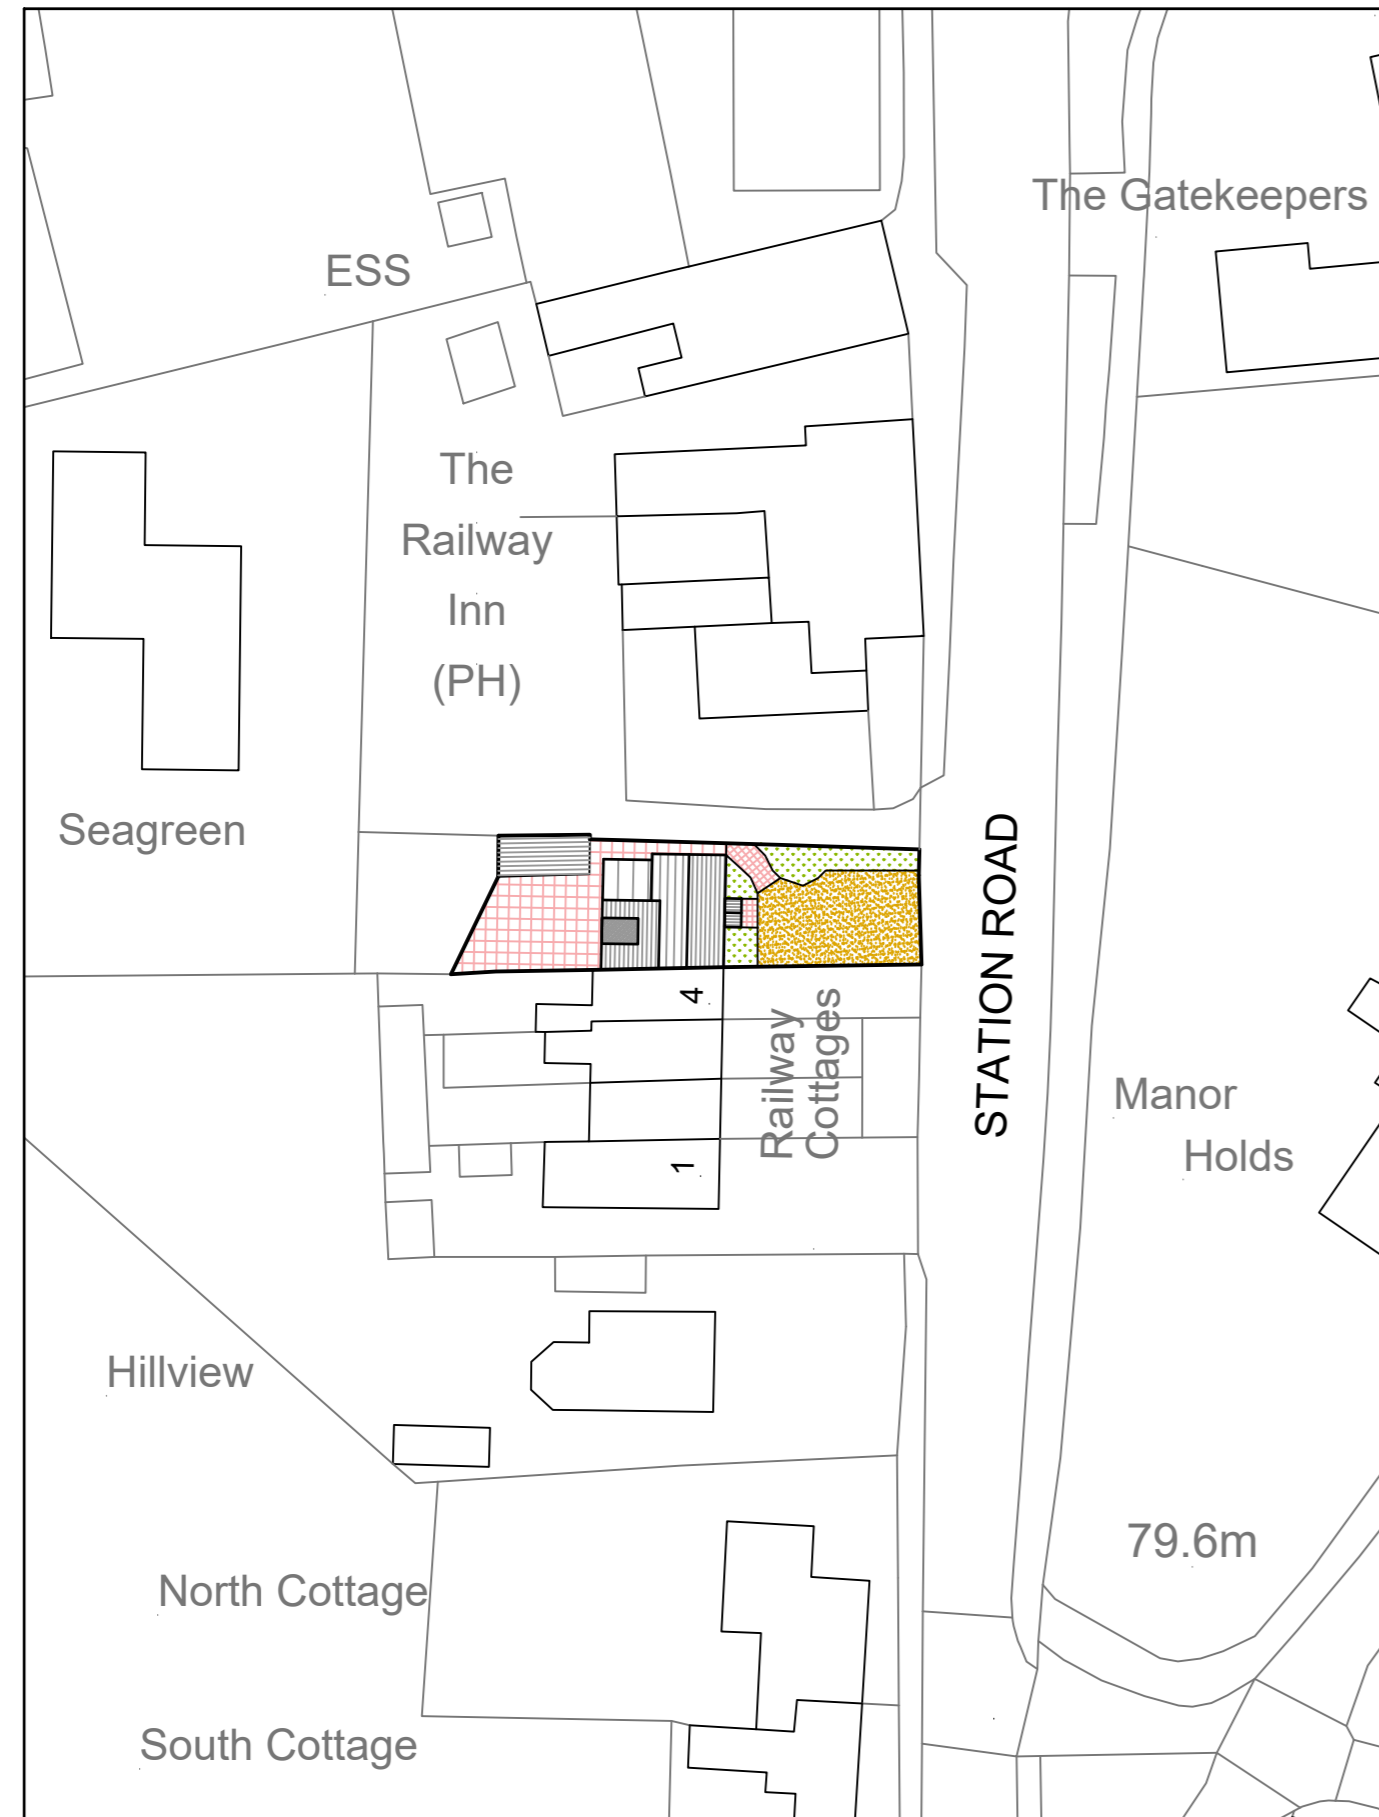 The Gatekeepers
ESS
The
Railway
Inn
(PH)
Seagreen
STATION ROAD
4
Railway
Cottages
1
Manor
Holds
Hillview
79.6m
North Cottage
South Cottage